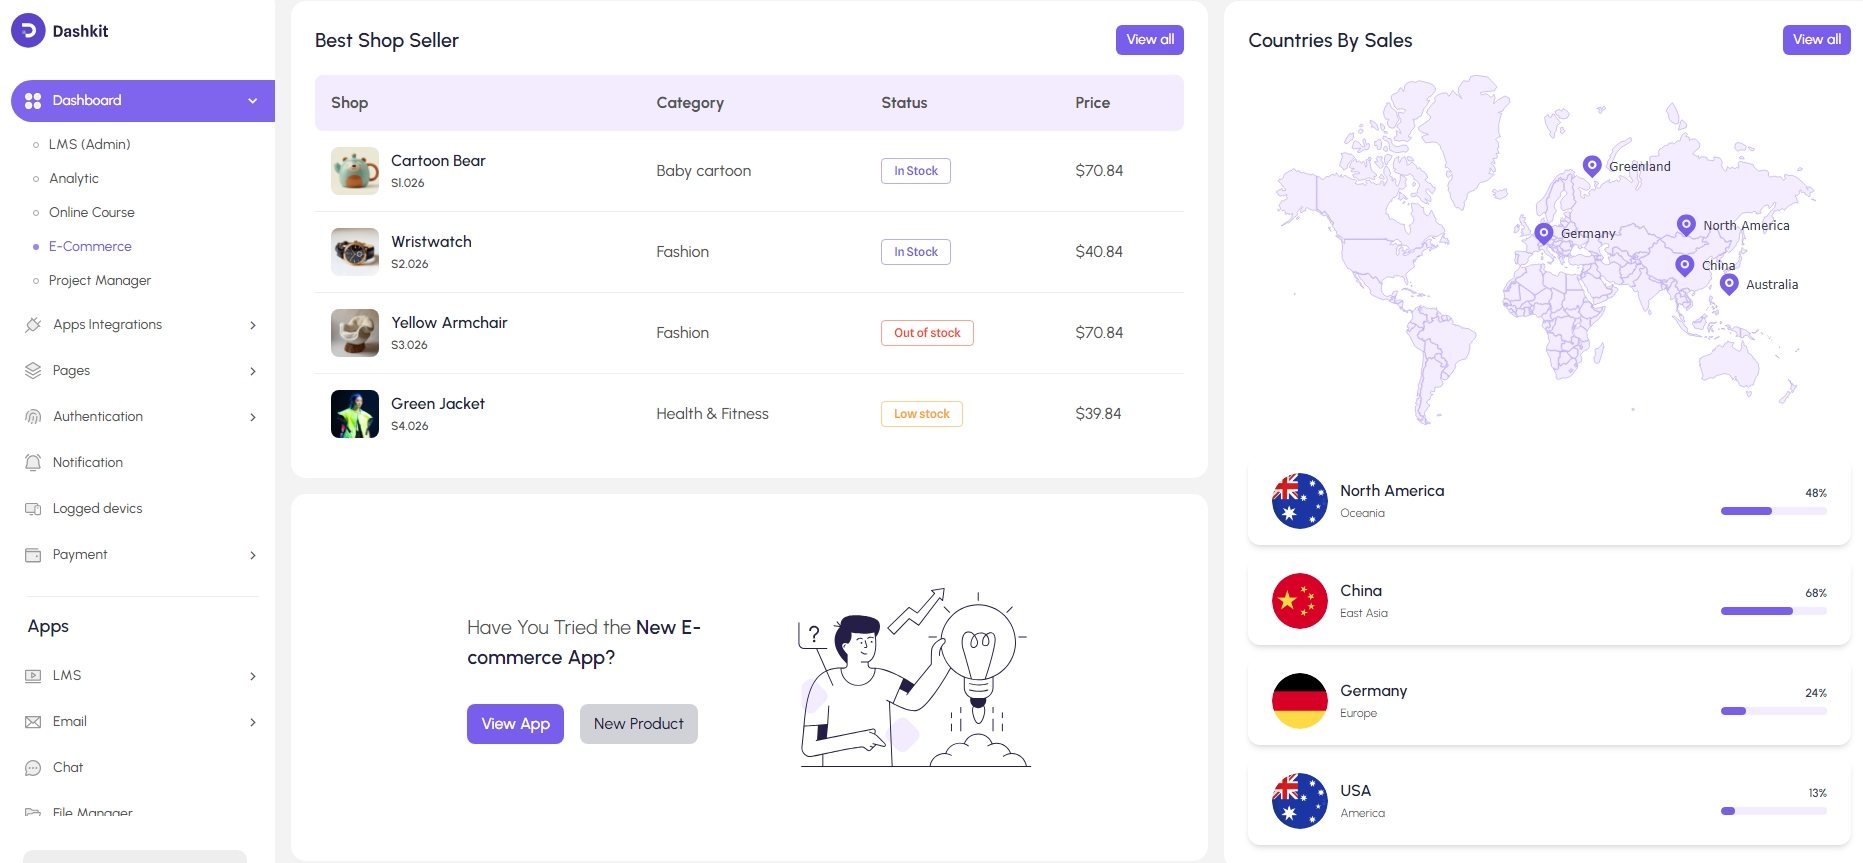 Dashkit
Dashboard
LMS (Admin)
Analytic
Online Course
E-Commerce
Project Manager
Apps Integrations
Pages
Authentication
Notification
Logged devics
Payment
Apps
LMS
Email
Chat
File Manager
Best Shop Seller
View all
Shop Category Status Price
Cartoon Bear
S1.026
Baby cartoon
In Stock
$70.84
Wristwatch
S2.026
Fashion
In Stock
$40.84
Yellow Armchair
S3.026
Fashion
Out of stock
$70.84
Green Jacket
S4.026
Health & Fitness
Low stock
$39.84
Have You Tried the New E-
commerce App?
View App
New Product
?
Countries By Sales
View all
Greenland
North America
Germany
China
Australia
North America
Oceania
48%
China
East Asia
68%
Germany
Europe
24%
USA
America
13%